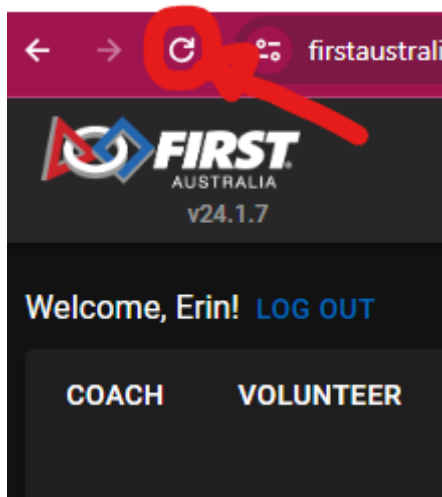 firstaustrali
FIRST
AUSTRALIA
v24.1.7
Welcome, Erin! LOG OUT
COACH VOLUNTEER